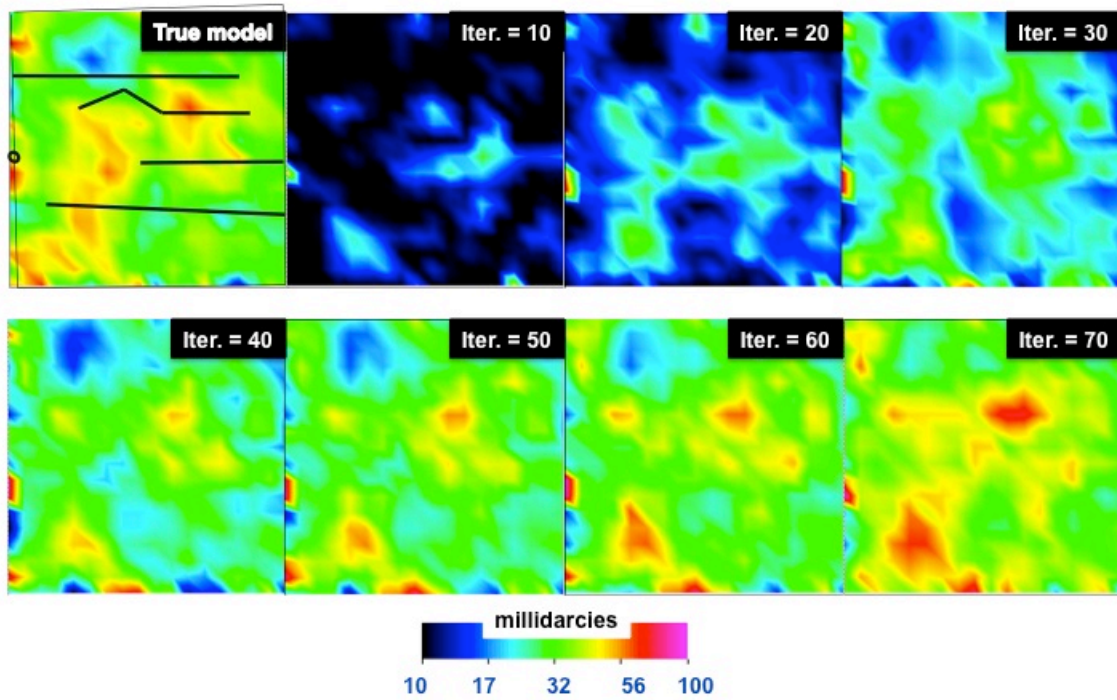 True model
Iter. = 10
Iter. = 20
Iter. = 30
Iter. = 40
Iter. = 50
Iter. = 60
Iter. = 70
millidarcies
10 17 32 56 100